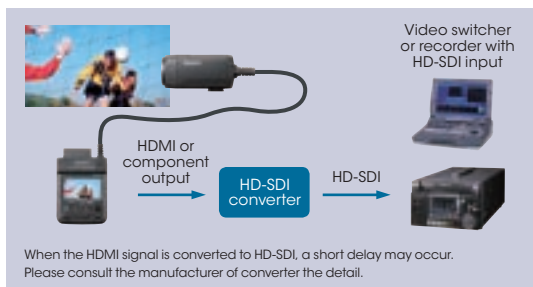 Video switcher
or recorder with
HD-SDI input
HDMI or
component
output
HD-SDI
converter
HD-SDI
When the HDMI signal is converted to HD-SDI, a short delay may occur.
Please consult the manufacturer of converter the detail.